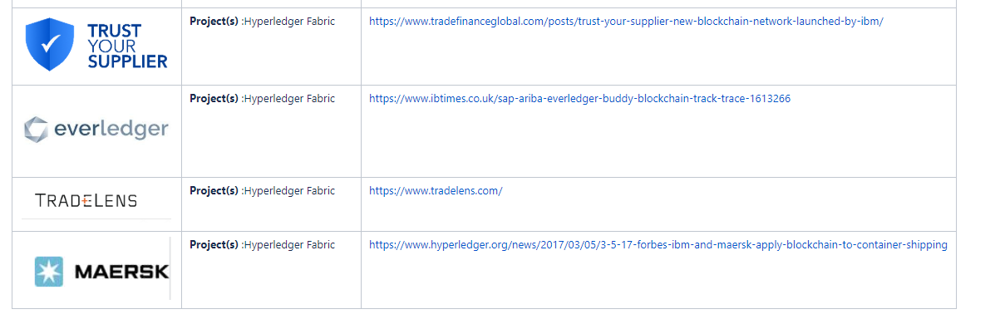 TRUST
YOUR
SUPPLIER
Project(s) :Hyperledger Fabric
https://www.tradefinanceglobal.com/posts/trust-your-supplier-new-blockchain-network-launched-by-ibm/
everledger
Project(s) :Hyperledger Fabric
https://www.ibtimes.co.uk/sap-ariba-everledger-buddy-blockchain-track-trace-1613266
TRADELENS
Project(s) :Hyperledger Fabric
https://www.tradelens.com/
MAERSK
Project(s) :Hyperledger Fabric
https://www.hyperledger.org/news/2017/03/05/3-5-17-forbes-ibm-and-maersk-apply-blockchain-to-container-shipping